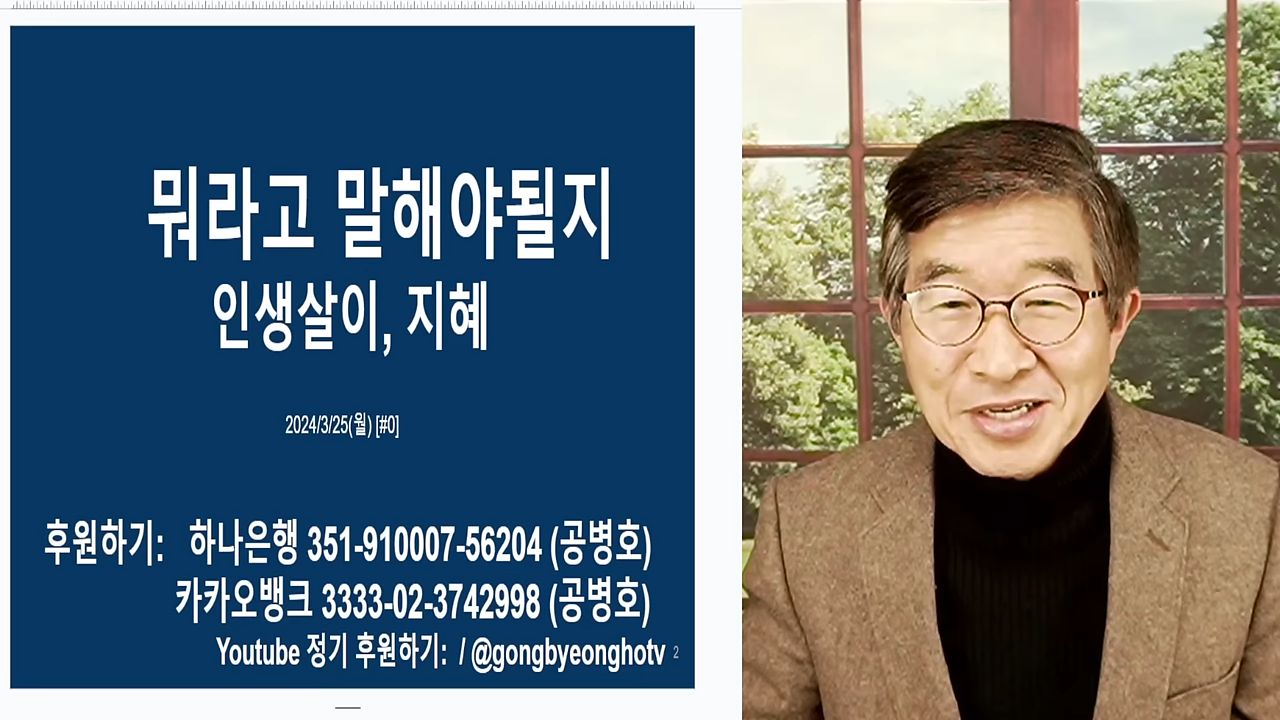 뭐라고 말해야될지
인생살이, 지혜
2024/3/25(월) [#0]
후원하기: 하나은행 351-910007-56204 (공병호)
카카오뱅크 3333-02-3742998 (공병호)
Youtube 정기 후원하기: / @gongbyeonghotv 2